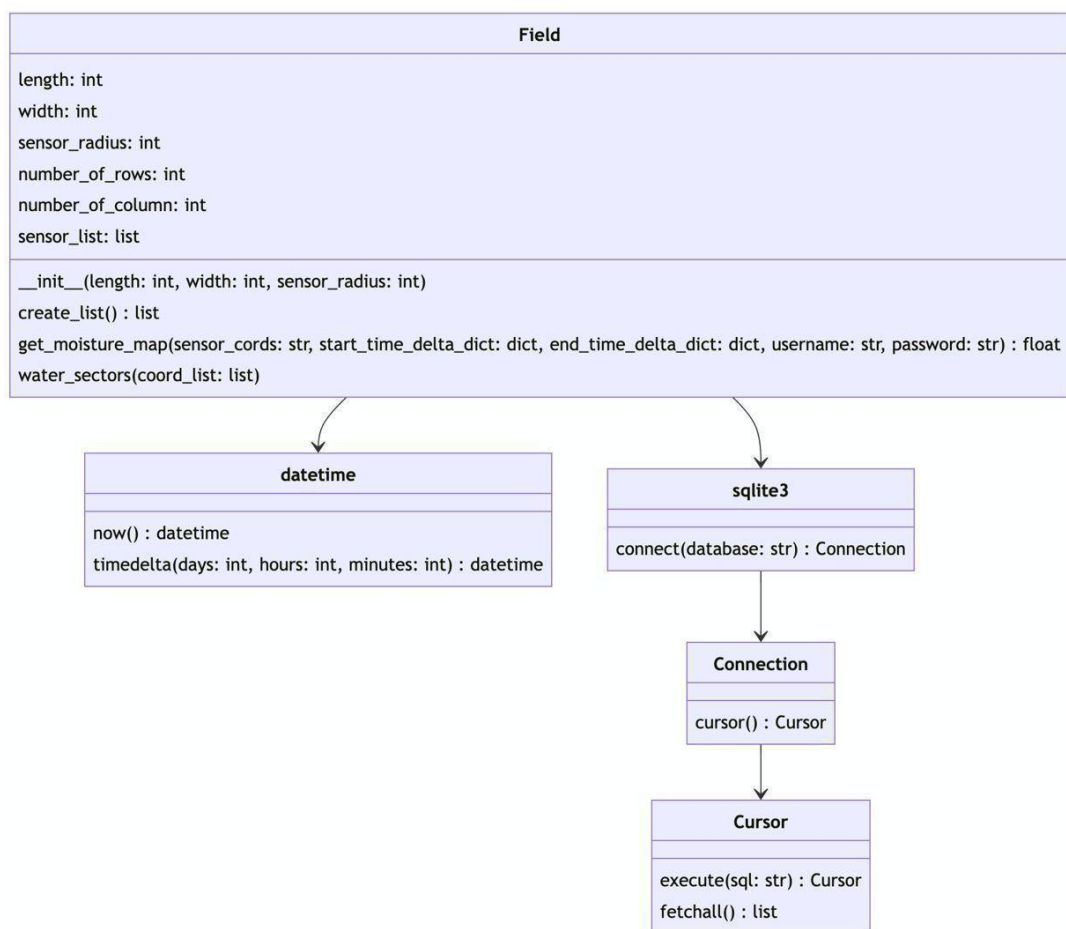 Field
length: int
width: int
sensor_radius: int
number_of_rows: int
number_of_column: int
sensor_list: list
__init__(length: int, width: int, sensor_radius: int)
create_list() : list
get_moisture_map(sensor_cords: str, start_time_delta_dict: dict, end_time_delta_dict: dict, username: str, password: str) : float
water_sectors(coord_list: list)
datetime
now() : datetime
timedelta(days: int, hours: int, minutes: int) : datetime
sqlite3
connect(database: str) : Connection
Connection
cursor() : Cursor
Cursor
execute(sql: str) : Cursor
fetchall() : list